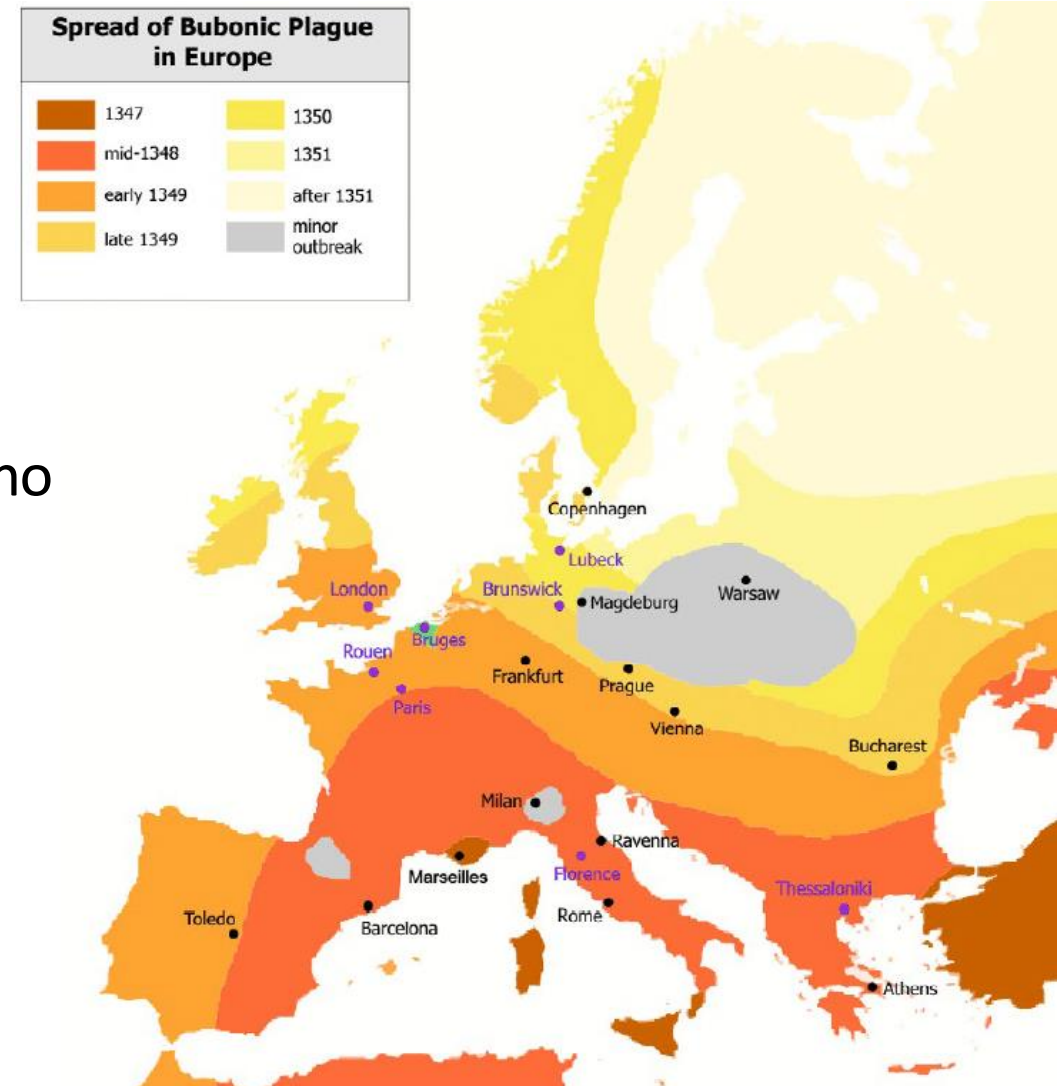 Spread of Bubonic Plague
in Europe
1347
mid-1348
early 1349
late 1349
1350
1351
after 1351
minor
outbreak
no
Copenhagen
Lubeck
London
Brunswick
Magdeburg
Warsaw
Bruges
Rouen
Frankfurt
Prague
Paris
Vienna
Bucharest
Milan
Ravenna
Marseilles
Florence
Thessaloniki
Toledo
Rome
Barcelona
Athens